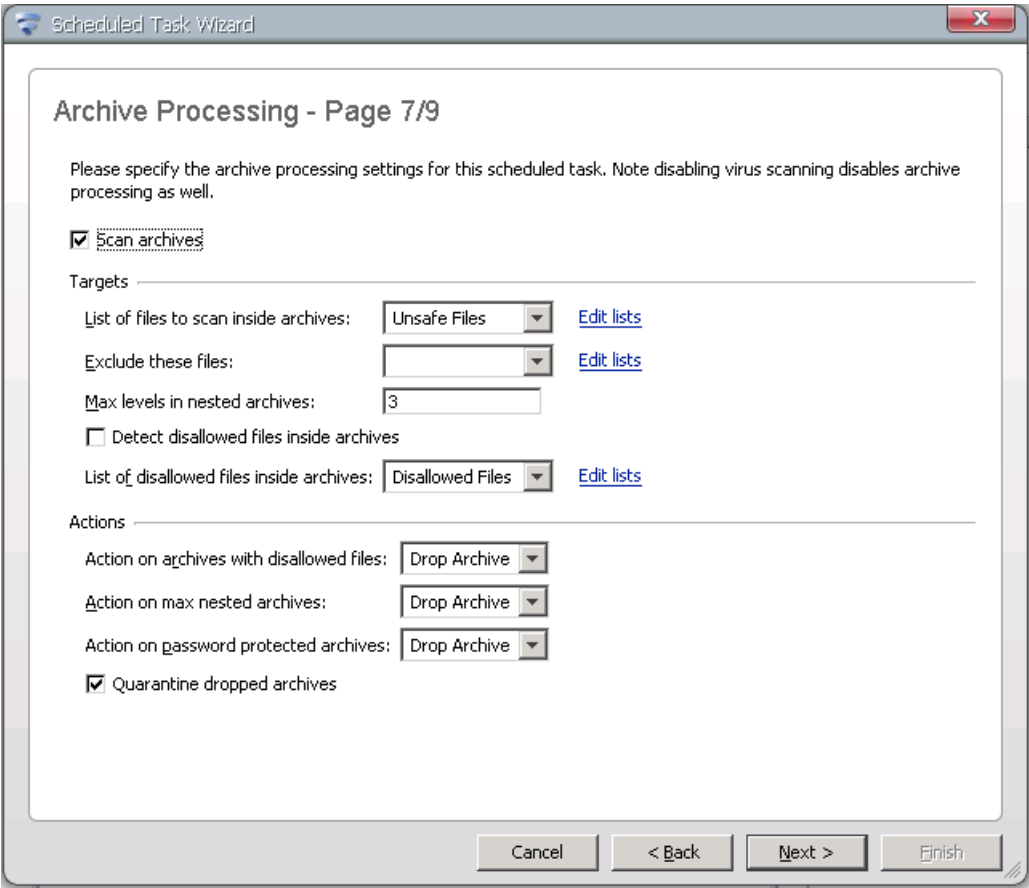 Scheduled Task Wizard
Archive Processing - Page 7/9
Please specify the archive processing settings for this scheduled task. Note disabling virus scanning disables archive
processing as well.
Scan archives
Targets
List of files to scan inside archives: Unsafe Files Edit lists
Exclude these files: Edit lists
Max levels in nested archives: 3
Detect disallowed files inside archives
List of disallowed files inside archives: Disallowed Files Edit lists
Actions
Action on archives with disallowed files: Drop Archive
Action on max nested archives: Drop Archive
Action on password protected archives: Drop Archive
Quarantine dropped archives
Cancel < Back Next > Finish